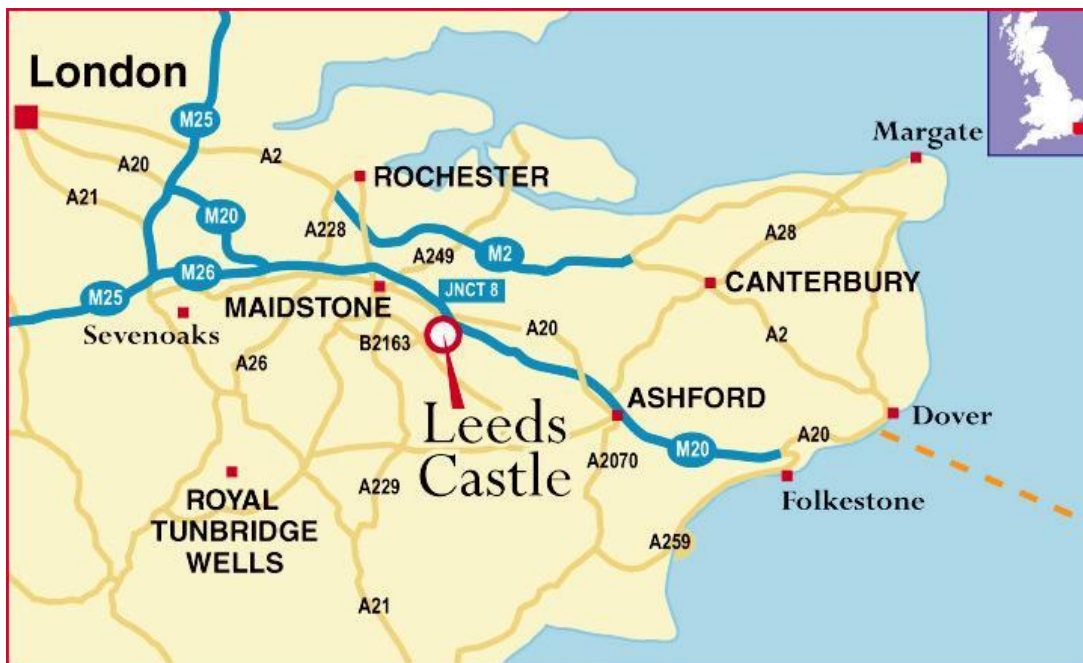 London
M25
Margate
A20
A2
A21
ROCHESTER
M20
A228
A28
A249
M2
M26
CANTERBURY
M25
JNCT 8
MAIDSTONE
Sevenoaks
A20
A2
B2163
A26
Leeds
Castle
ASHFORD
Dover
A20
M20
A2070
A229
Folkestone
ROYAL
TUNBRIDGE
WELLS
A259
A21